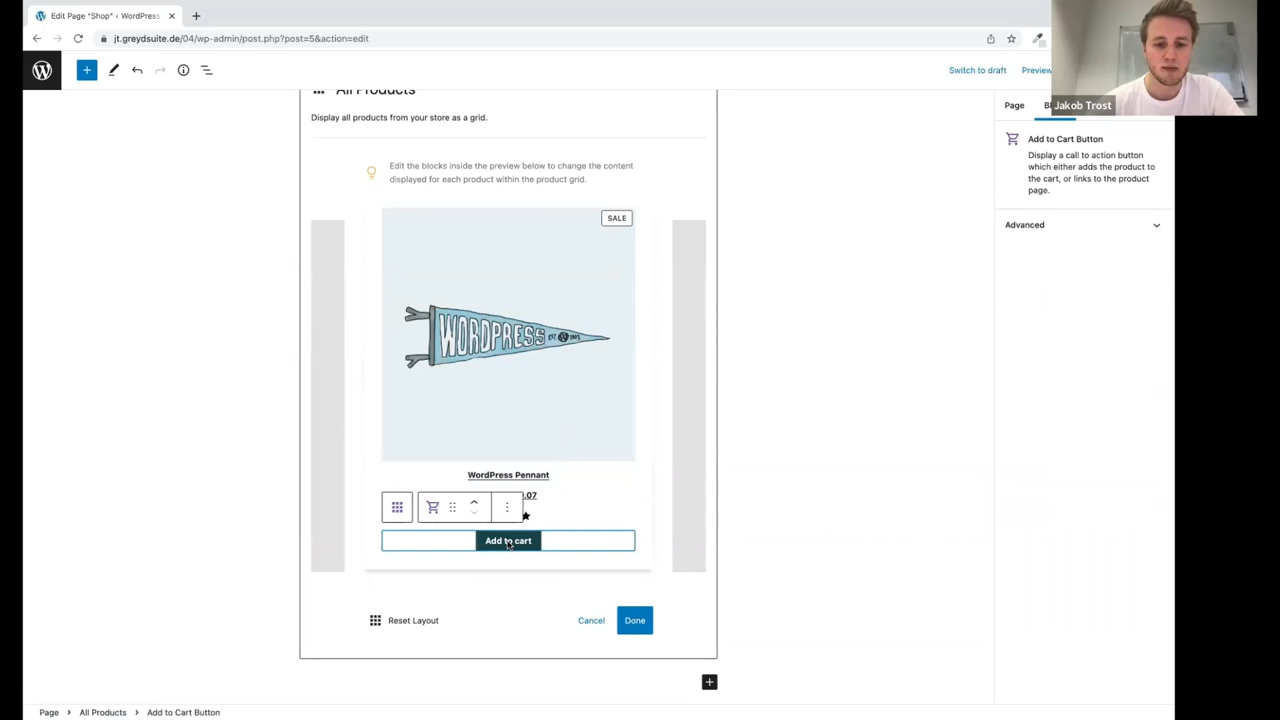 Edit Page "Shop" ‹ WordPress
jt.greydsuite.de/04/wp-admin/post.php?post=5&action=edit
Switch to draft
Preview
Jakob Trost
Page
All Products
Display all products from your store as a grid.
Add to Cart Button
Display a call to action button
which either adds the product to
the cart, or links to the product
page.
Edit the blocks inside the preview below to change the content
displayed for each product within the product grid.
Advanced
SALE
WORDPRESS
EST.
2003
WordPress Pennant
.07
Add to cart
Reset Layout
Cancel
Done
Page
All Products
Add to Cart Button